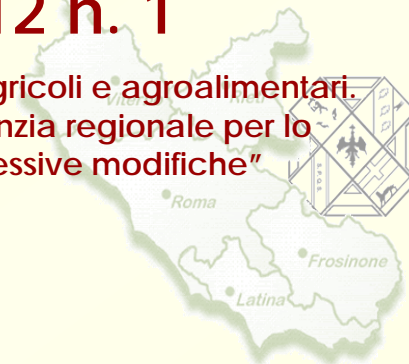 12 n. 1
gricoli e agroalimentari.
Viterbo
Rieti
nzia regionale per lo
essive modifiche”
Roma
Frosinone
Latina